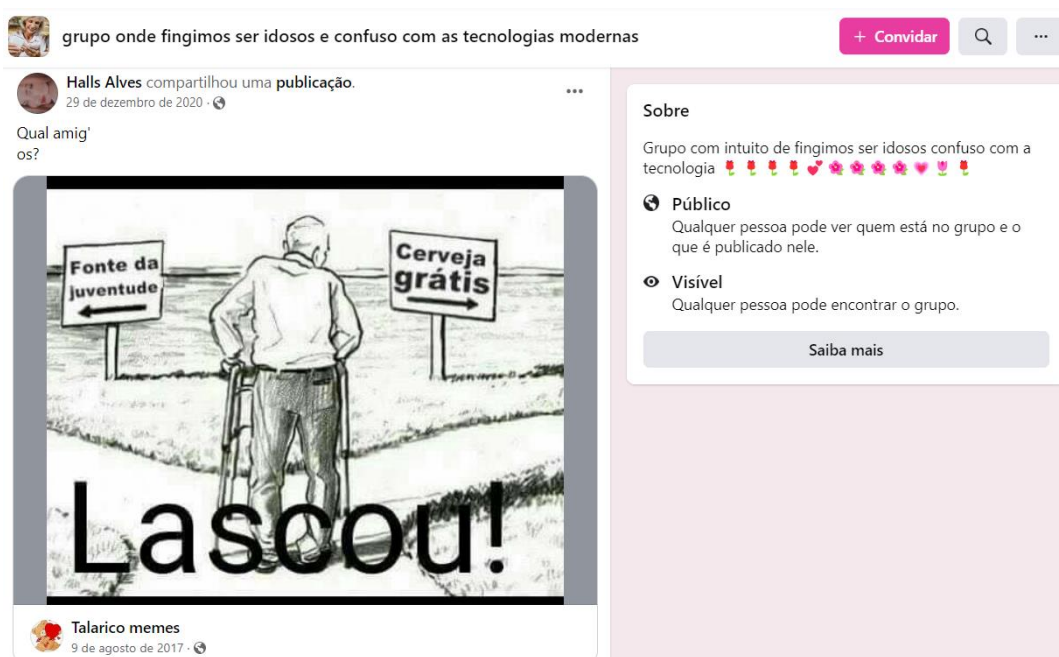 grupo onde fingimos ser idosos e confuso com as tecnologias modernas
+ Convidar
Halls Alves compartilhou uma publicação.
29 de dezembro de 2020 ·
Qual amig'
os?
Fonte da
juventude
Cerveja
grátis
Lascou!
Talarico memes
9 de agosto de 2017 ·
Sobre
Grupo com intuito de fingimos ser idosos confuso com a
tecnologia 🌹🌹🌹🌹💕🌺🌺🌺🌺💗🌷🌹
Público
Qualquer pessoa pode ver quem está no grupo e o
que é publicado nele.
Visível
Qualquer pessoa pode encontrar o grupo.
Saiba mais